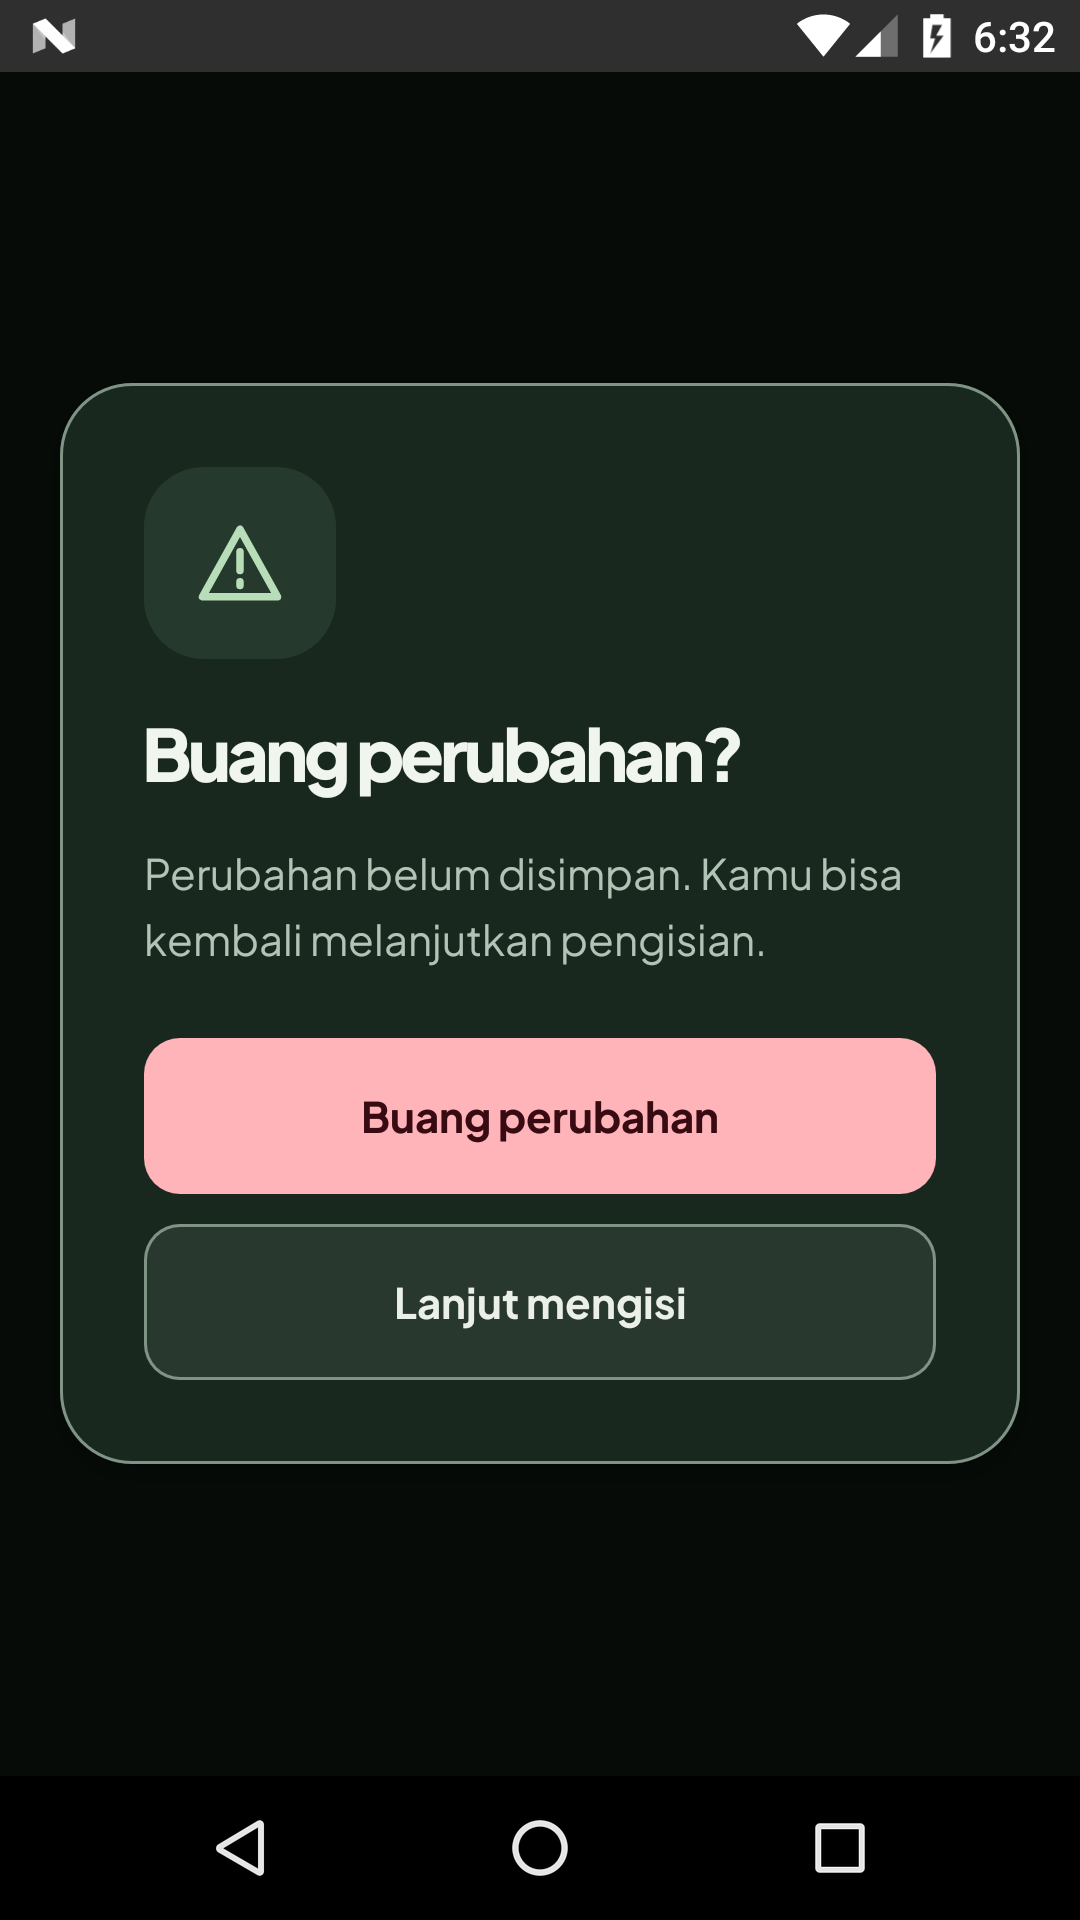 6:32
Buang perubahan?
Perubahan belum disimpan. Kamu bisa
kembali melanjutkan pengisian.
Buang perubahan
Lanjut mengisi